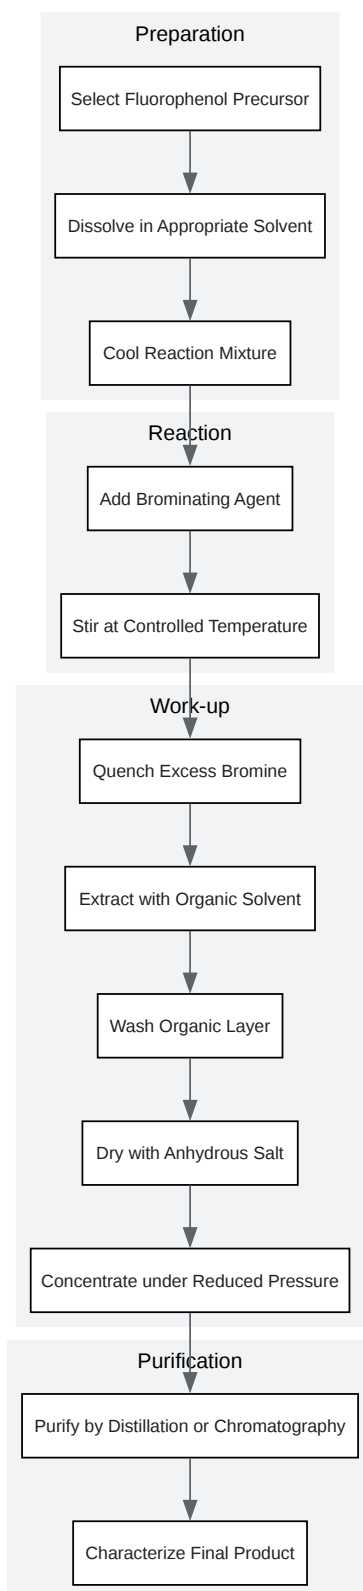 Preparation
Select Fluorophenol Precursor
Dissolve in Appropriate Solvent
Cool Reaction Mixture
Reaction
Add Brominating Agent
Stir at Controlled Temperature
Work-up
Quench Excess Bromine
Extract with Organic Solvent
Wash Organic Layer
Dry with Anhydrous Salt
Concentrate under Reduced Pressure
Purification
Purify by Distillation or Chromatography
Characterize Final Product